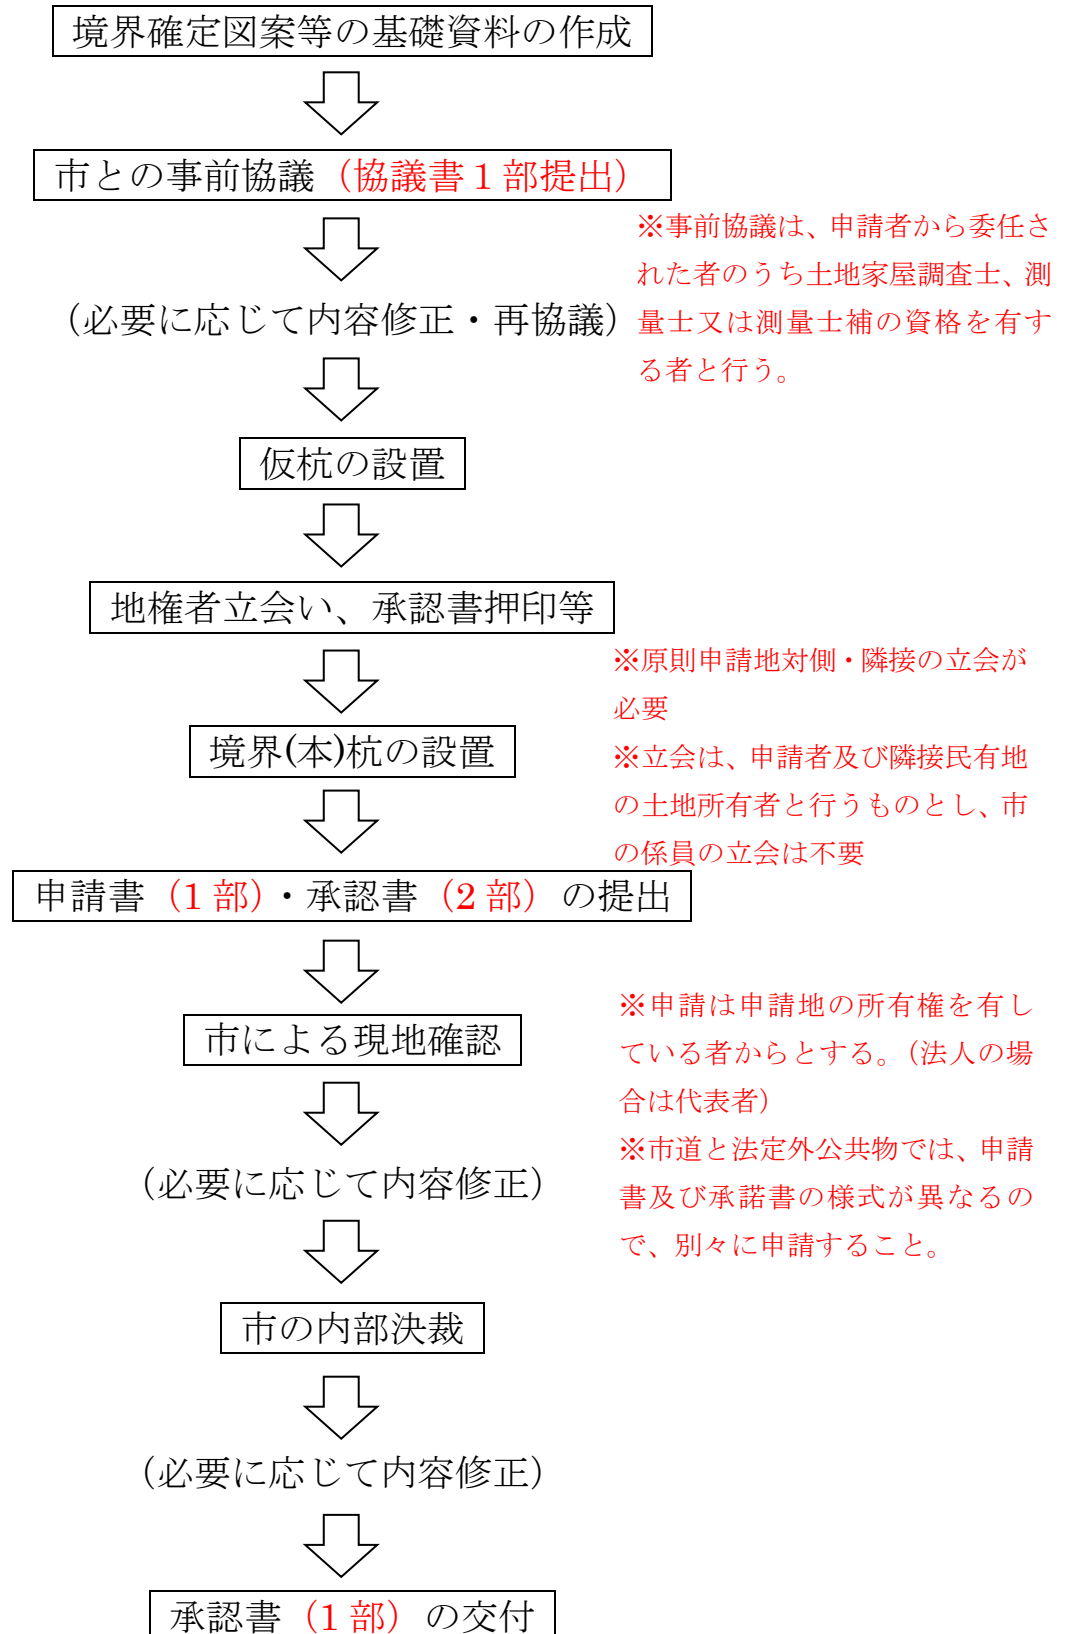 境界確定図案等の基礎資料の作成
市との事前協議（協議書１部提出）
※事前協議は、申請者から委任さ
れた者のうち土地家屋調査士、測
量士又は測量士補の資格を有す
る者と行う。
（必要に応じて内容修正・再協議）
仮杭の設置
地権者立会い、承認書押印等
※原則申請地対側・隣接の立会が
必要
※立会は、申請者及び隣接民有地
の土地所有者と行うものとし、市
の係員の立会は不要
境界(本)杭の設置
申請書（1 部）・承認書（2 部）の提出
※申請は申請地の所有権を有し
ている者からとする。（法人の場
合は代表者）
※市道と法定外公共物では、申請
書及び承諾書の様式が異なるの
で、別々に申請すること。
市による現地確認
（必要に応じて内容修正）
市の内部決裁
（必要に応じて内容修正）
承認書（1 部）の交付